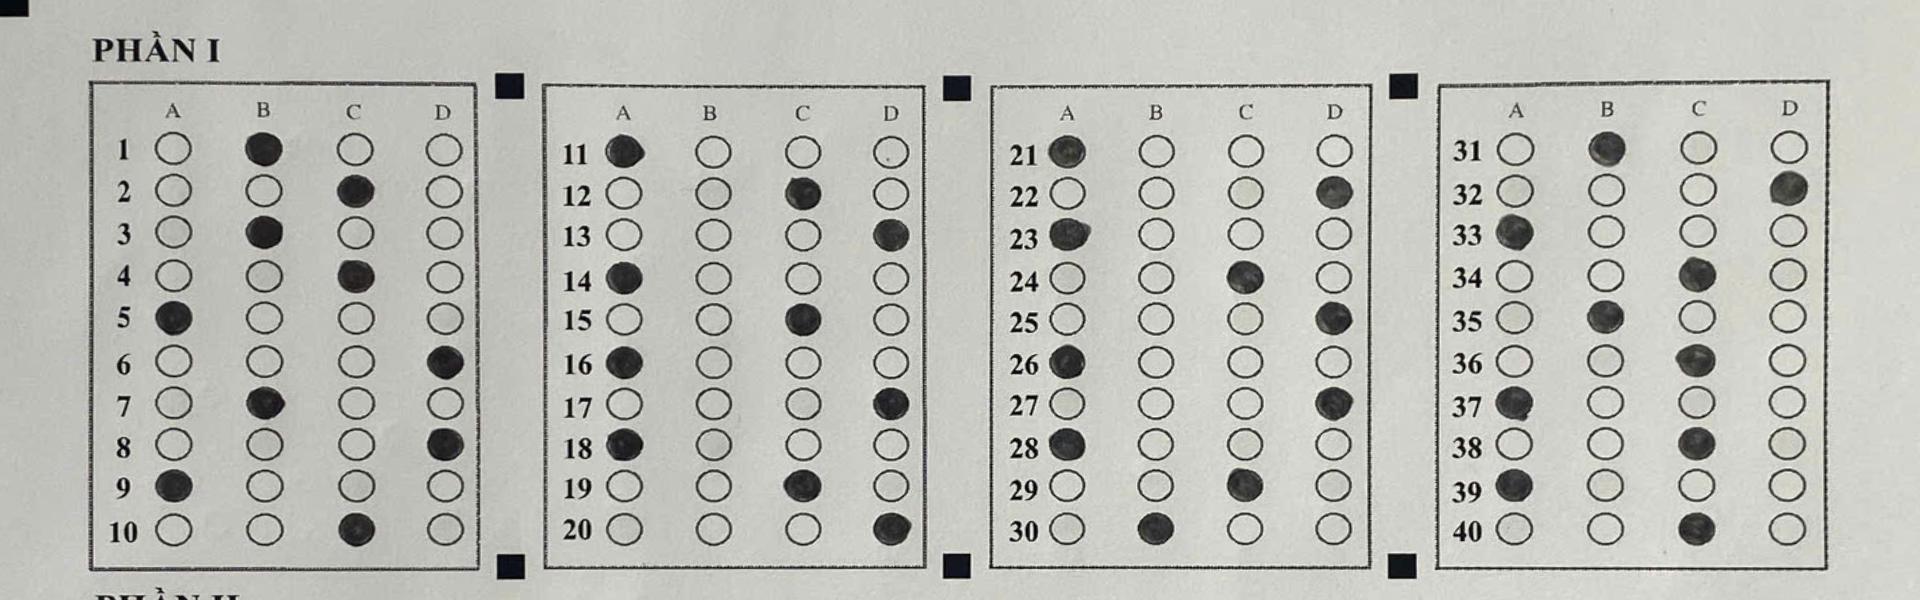 PHẦN I
A B C D A B C D A B C D A B C D
1 11 21 31
2 12 22 32
3 13 23 33
4 14 24 34
5 15 25 35
6 16 26 36
7 17 27 37
8 18 28 38
9 19 29 39
10 20 30 40
PHẦN II